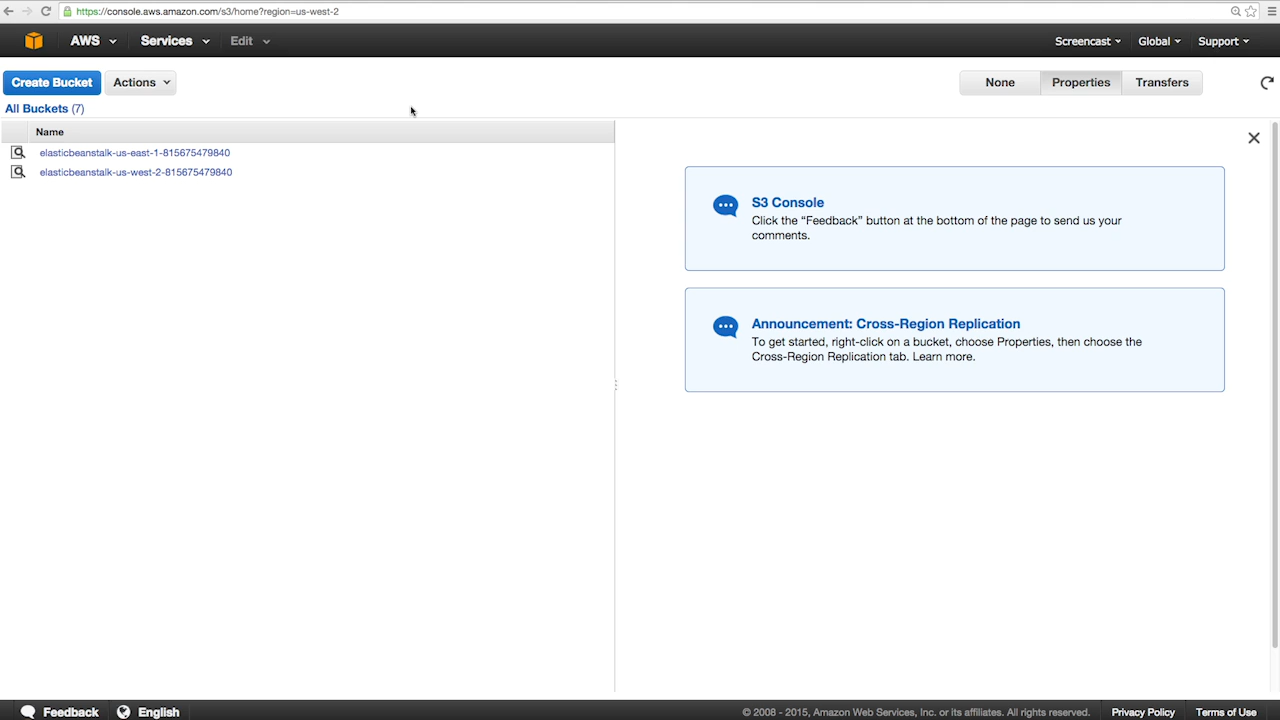 https://console.aws.amazon.com/s3/home?region=us-west-2
AWS Services Edit Screencast Global Support
Create Bucket Actions None Properties Transfers
All Buckets (7)
Name
elasticbeanstalk-us-east-1-815675479840
elasticbeanstalk-us-west-2-815675479840
S3 Console
Click the “Feedback” button at the bottom of the page to send us your
comments.
Announcement: Cross-Region Replication
To get started, right-click on a bucket, choose Properties, then choose the
Cross-Region Replication tab. Learn more.
Feedback English © 2008 - 2015, Amazon Web Services, Inc. or its affiliates. All rights reserved. Privacy Policy Terms of Use